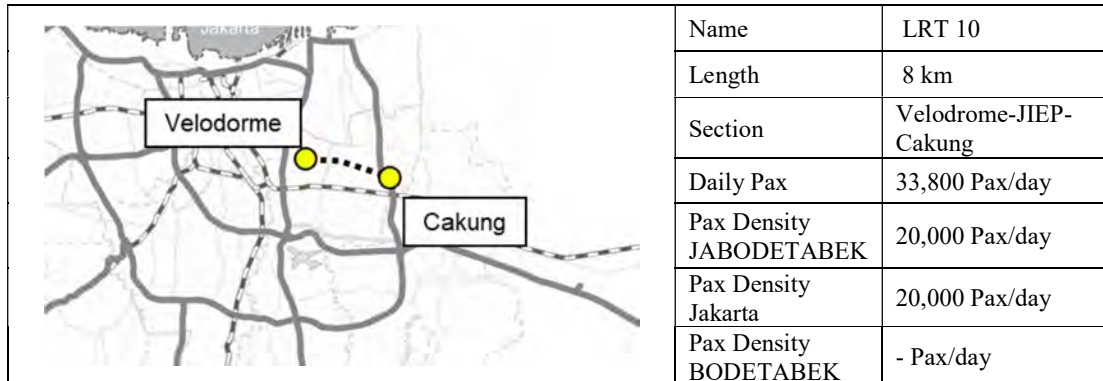 Jakarta
Velodorme
Cakung
Name
LRT 10
Length
8 km
Section
Velodrome-JIEP-
Cakung
Daily Pax
33,800 Pax/day
Pax Density
JABODETABEK
20,000 Pax/day
Pax Density
Jakarta
20,000 Pax/day
Pax Density
BODETABEK
- Pax/day